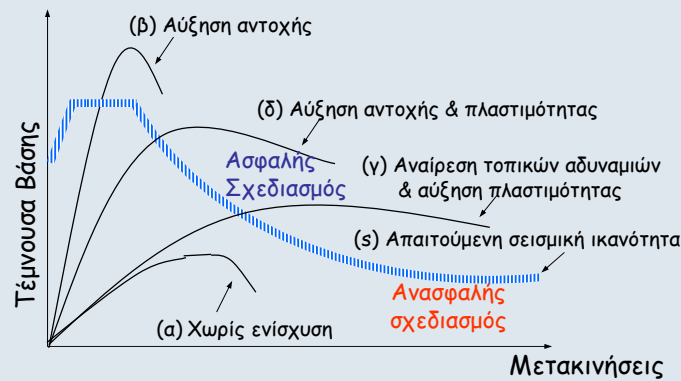 (β) Αύξηση αντοχής
(δ) Αύξηση αντοχής & πλαστιμότητας
Ασφαλής
Σχεδιασμός
(γ) Αναίρεση τοπικών αδυναμιών
& αύξηση πλαστιμότητας
(s) Απαιτούμενη σεισμική ικανότητα
Ανασφαλής
σχεδιασμός
(α) Χωρίς ενίσχυση
Τέμνουσα Βάσης
Μετακινήσεις